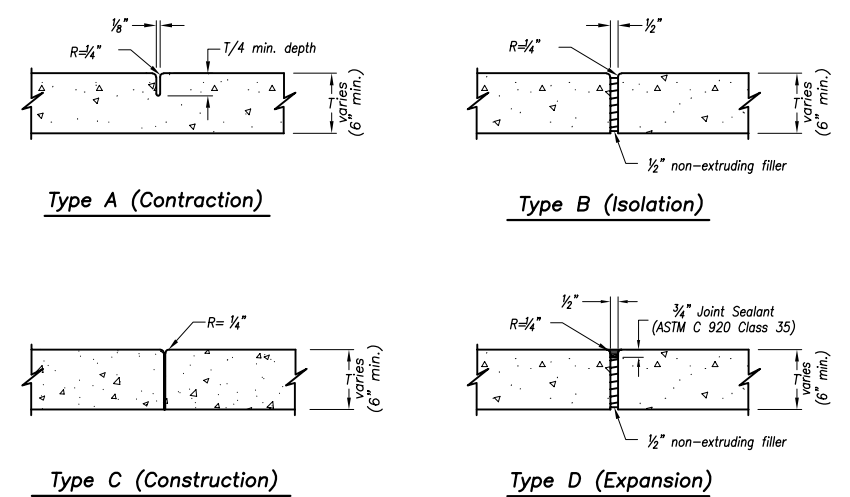 ⅛"
R=¼"
T/4 min. depth
T
varies
(6" min.)
Type A (Contraction)
½"
R=¼"
T
varies
(6" min.)
½" non-extruding filler
Type B (Isolation)
R= ¼"
T
varies
(6" min.)
Type C (Construction)
½"
R=¼"
¾" Joint Sealant
(ASTM C 920 Class 35)
T
varies
(6" min.)
½" non-extruding filler
Type D (Expansion)